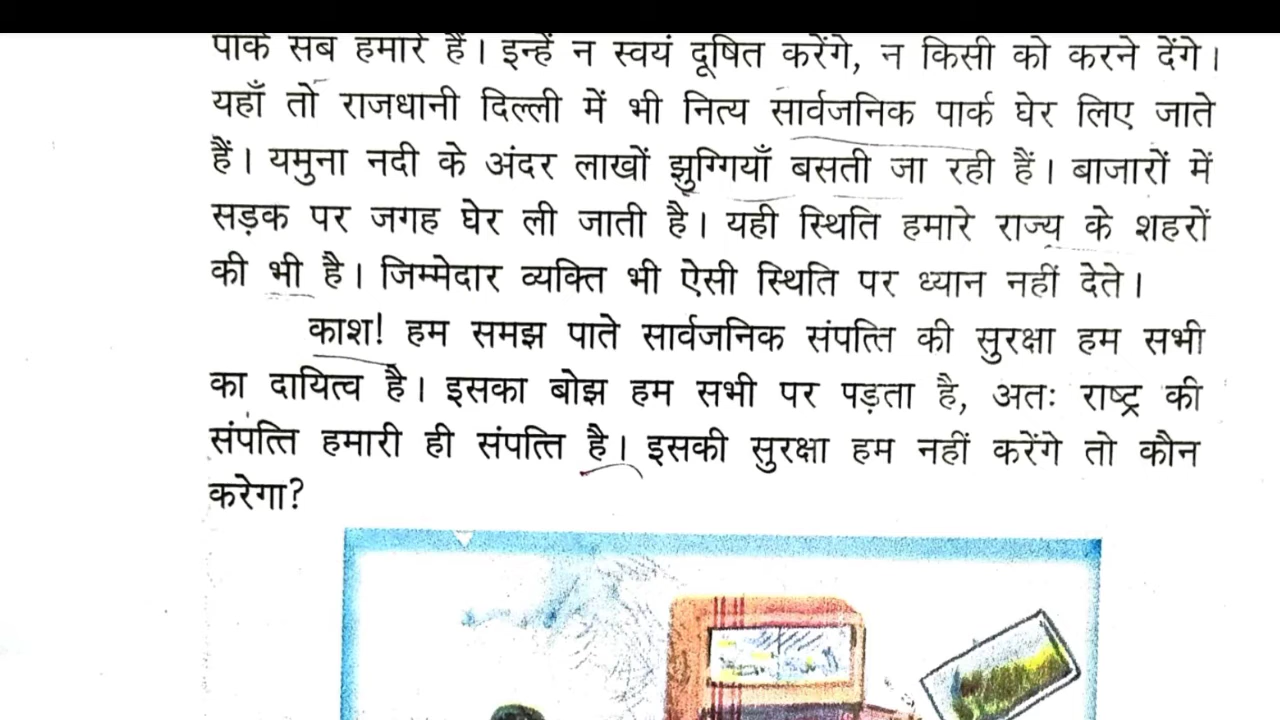 पार्क सब हमारे हैं। इन्हें न स्वयं दूषित करेंगे, न किसी को करने देंगे।
यहाँ तो राजधानी दिल्ली में भी नित्य सार्वजनिक पार्क घेर लिए जाते
हैं। यमुना नदी के अंदर लाखों झुग्गियाँ बसती जा रही हैं। बाजारों में
सड़क पर जगह घेर ली जाती है। यही स्थिति हमारे राज्य के शहरों
की भी है। जिम्मेदार व्यक्ति भी ऐसी स्थिति पर ध्यान नहीं देते।
काश! हम समझ पाते सार्वजनिक संपत्ति की सुरक्षा हम सभी
का दायित्व है। इसका बोझ हम सभी पर पड़ता है, अतः राष्ट्र की
संपत्ति हमारी ही संपत्ति है। इसकी सुरक्षा हम नहीं करेंगे तो कौन
करेगा?